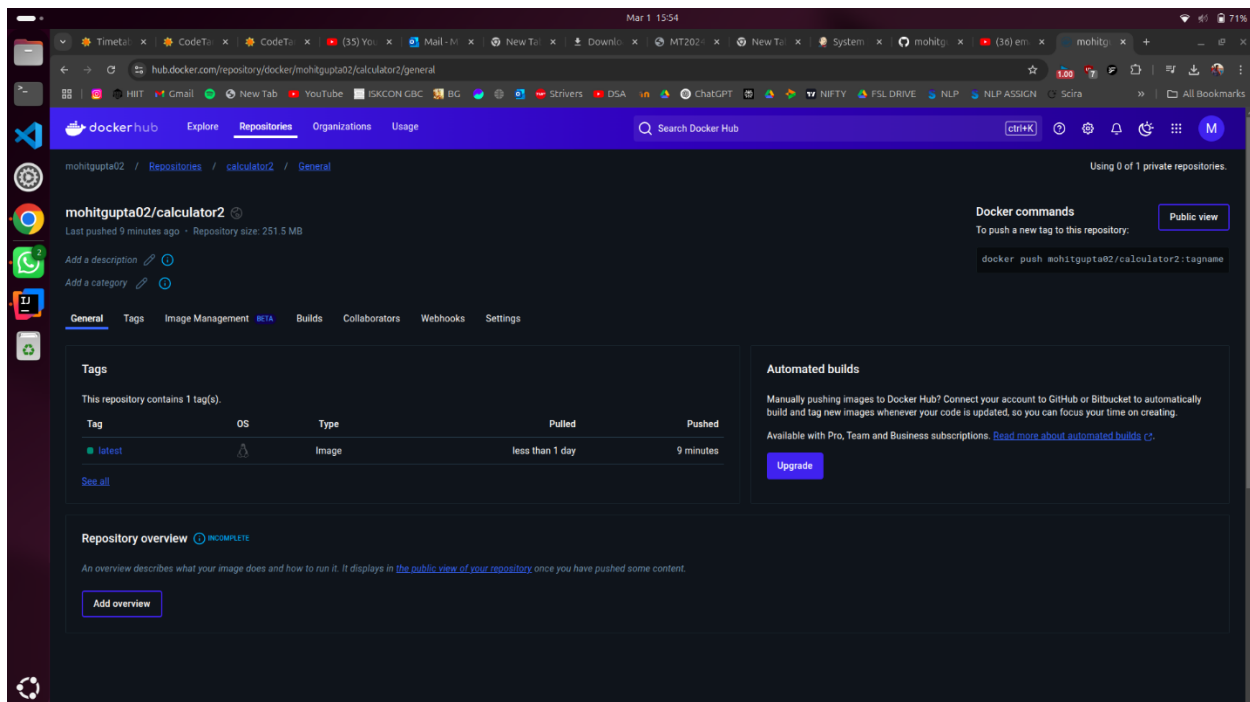 Mar 1 15:54
71%
Timetal CodeTa CodeTa (35) You Mail - M New Tal Downlo MT202 New Tal System mohitg (36) em mohitg
hub.docker.com/repository/docker/mohitgupta02/calculator2/general
1.00 7
HIIT Gmail New Tab YouTube ISKCON GBC BG Strivers DSA ChatGPT NIFTY FSL DRIVE NLP NLP ASSIGN Scira » All Bookmarks
dockerhub Explore Repositories Organizations Usage Search Docker Hub ctrl+K M
mohitgupta02 / Repositories / calculator2 / General
Using 0 of 1 private repositories.
mohitgupta02/calculator2
Last pushed 9 minutes ago · Repository size: 251.5 MB
Add a description
Add a category
Docker commands
Public view
To push a new tag to this repository:
docker push mohitgupta02/calculator2:tagname
General Tags Image Management BETA Builds Collaborators Webhooks Settings
Tags
This repository contains 1 tag(s).
Tag OS Type Pulled Pushed
latest Image less than 1 day 9 minutes
See all
Automated builds
Manually pushing images to Docker Hub? Connect your account to GitHub or Bitbucket to automatically
build and tag new images whenever your code is updated, so you can focus your time on creating.
Available with Pro, Team and Business subscriptions. Read more about automated builds.
Upgrade
Repository overview INCOMPLETE
An overview describes what your image does and how to run it. It displays in the public view of your repository once you have pushed some content.
Add overview